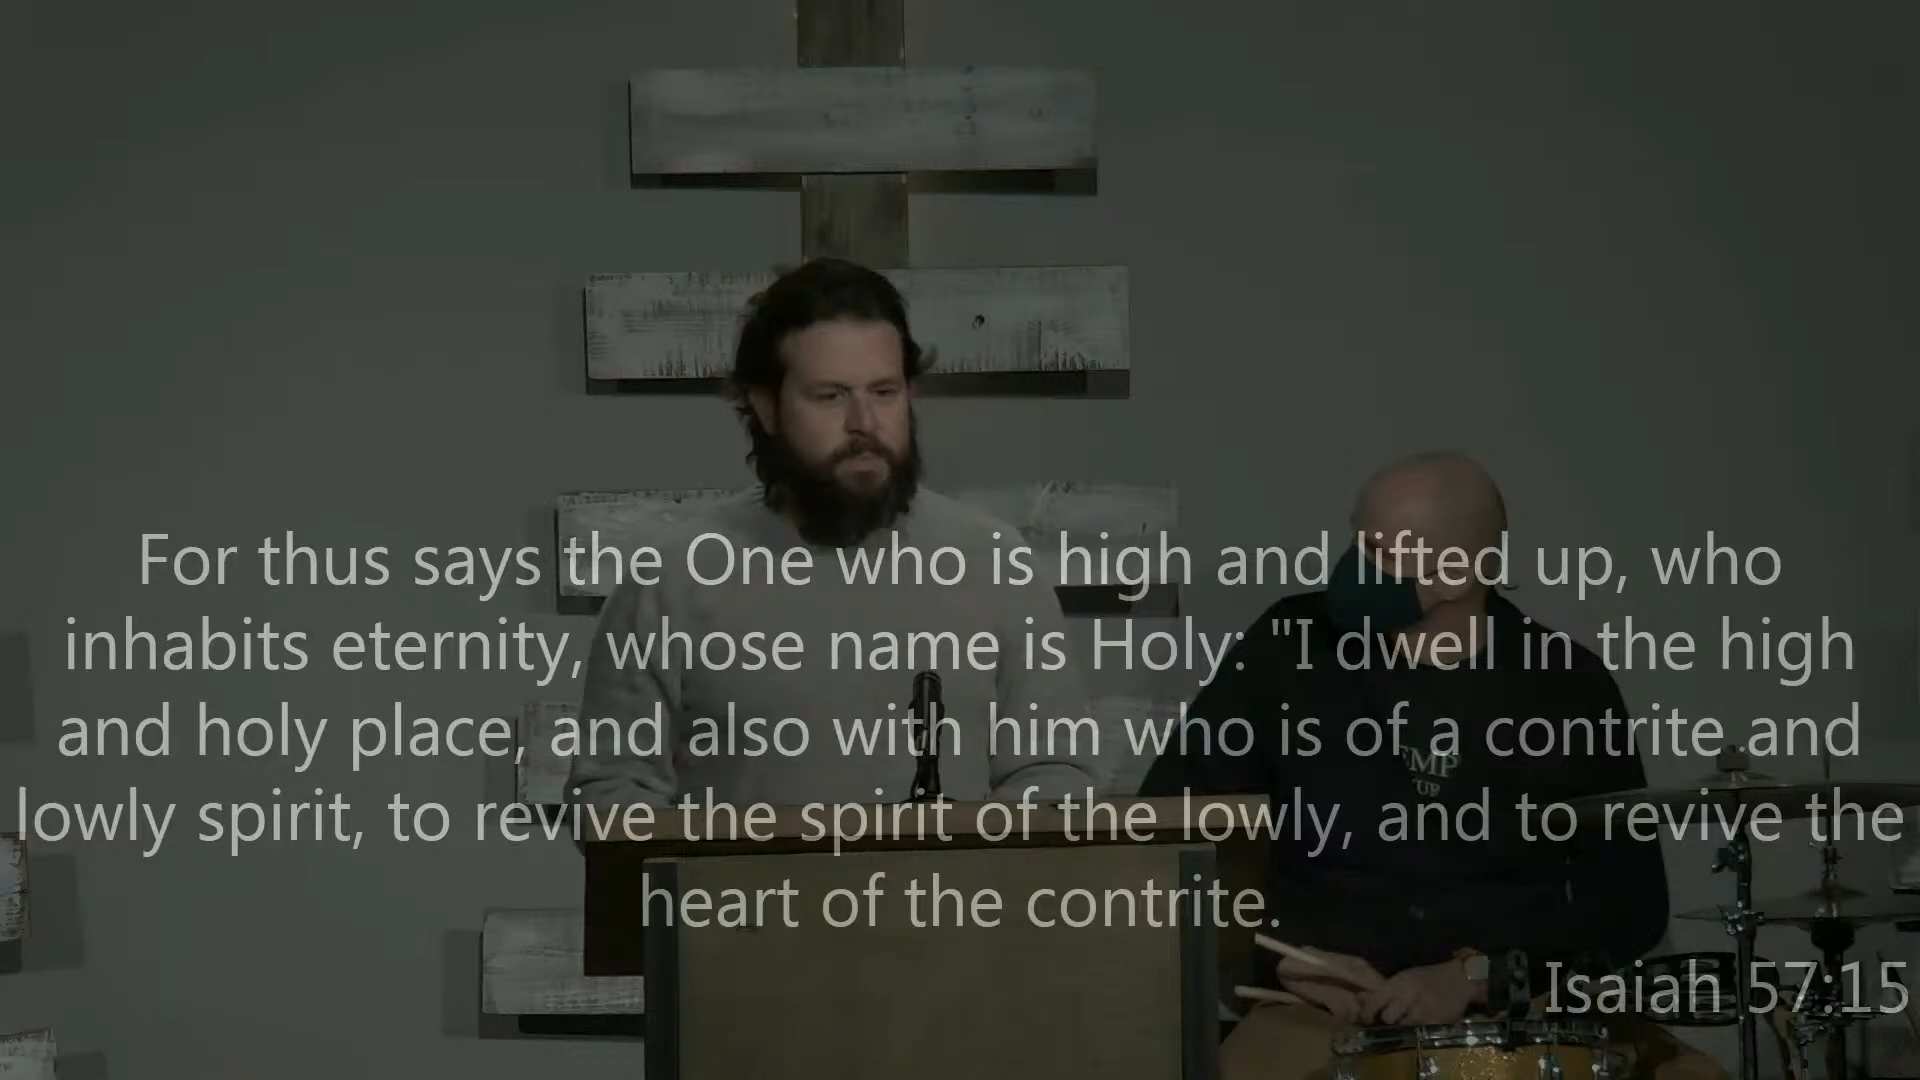 For thus says the One who is high and lifted up, who
inhabits eternity, whose name is Holy: "I dwell in the high
and holy place, and also with him who is of a contrite and
lowly spirit, to revive the spirit of the lowly, and to revive the
heart of the contrite.
Isaiah 57:15